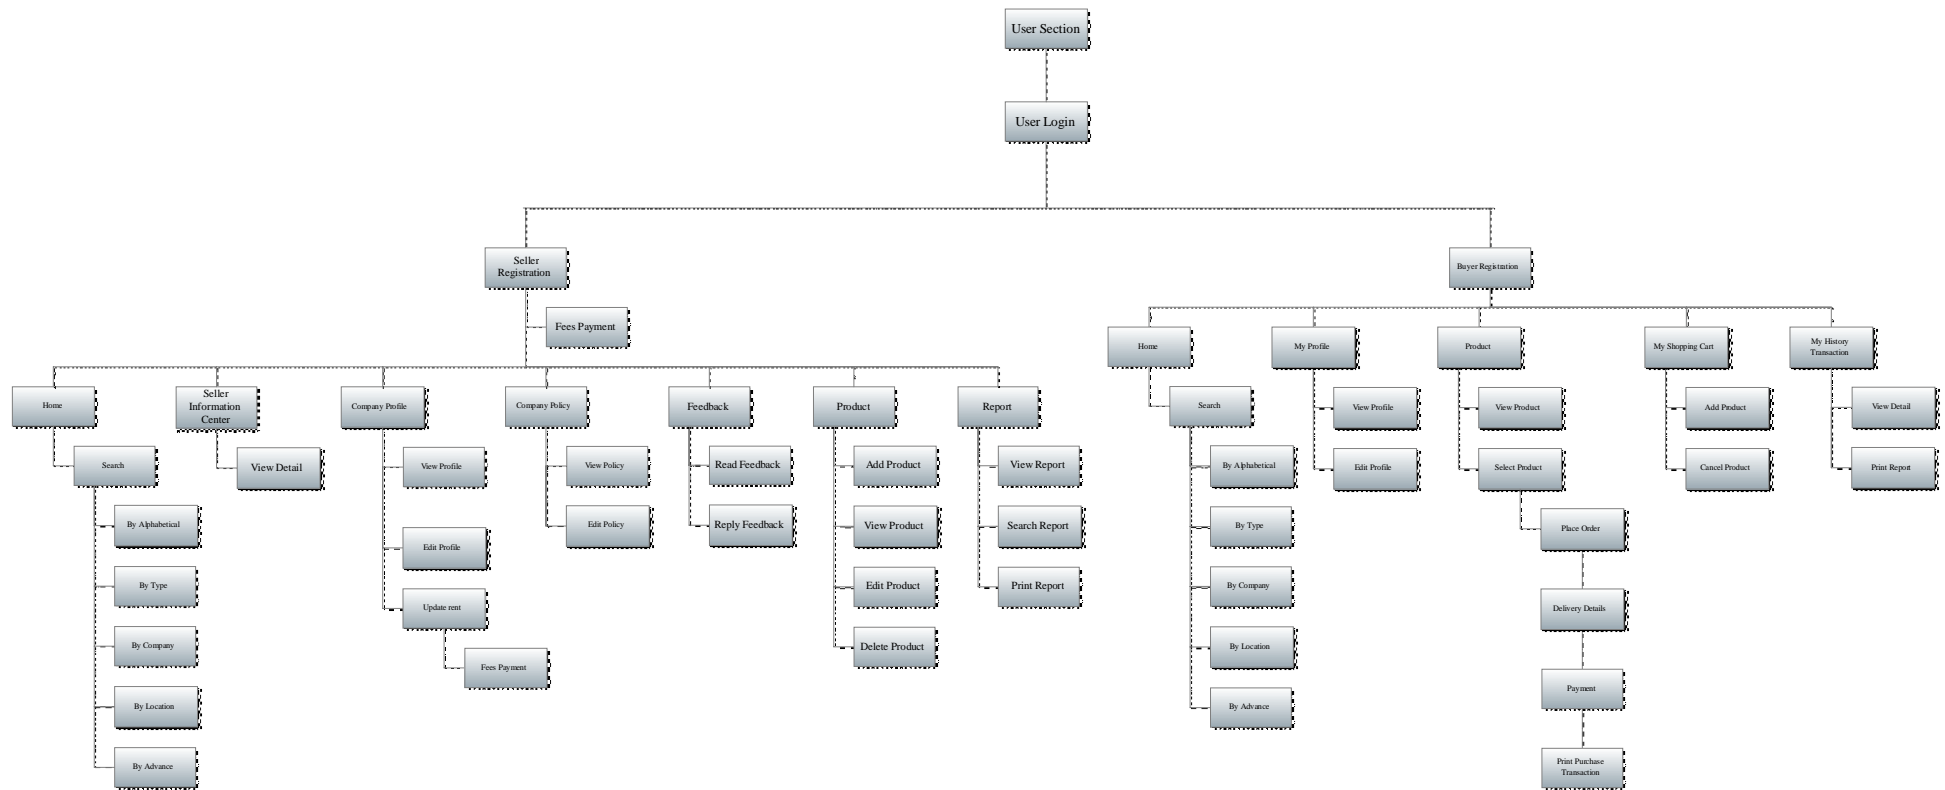 User Section
User Login
Seller
Registration
Fees Payment
Home
Search
By Alphabetical
By Type
By Company
By Location
By Advance
Seller
Information
Center
View Detail
Company Profile
View Profile
Edit Profile
Update rent
Fees Payment
Company Policy
View Policy
Edit Policy
Feedback
Read Feedback
Reply Feedback
Product
Add Product
View Product
Edit Product
Delete Product
Report
View Report
Search Report
Print Report
Buyer Registration
Home
Search
By Alphabetical
By Type
By Company
By Location
By Advance
My Profile
View Profile
Edit Profile
Product
View Product
Select Product
Place Order
Delivery Details
Payment
Print Purchase
Transaction
My Shopping Cart
Add Product
Cancel Product
My History
Transaction
View Detail
Print Report